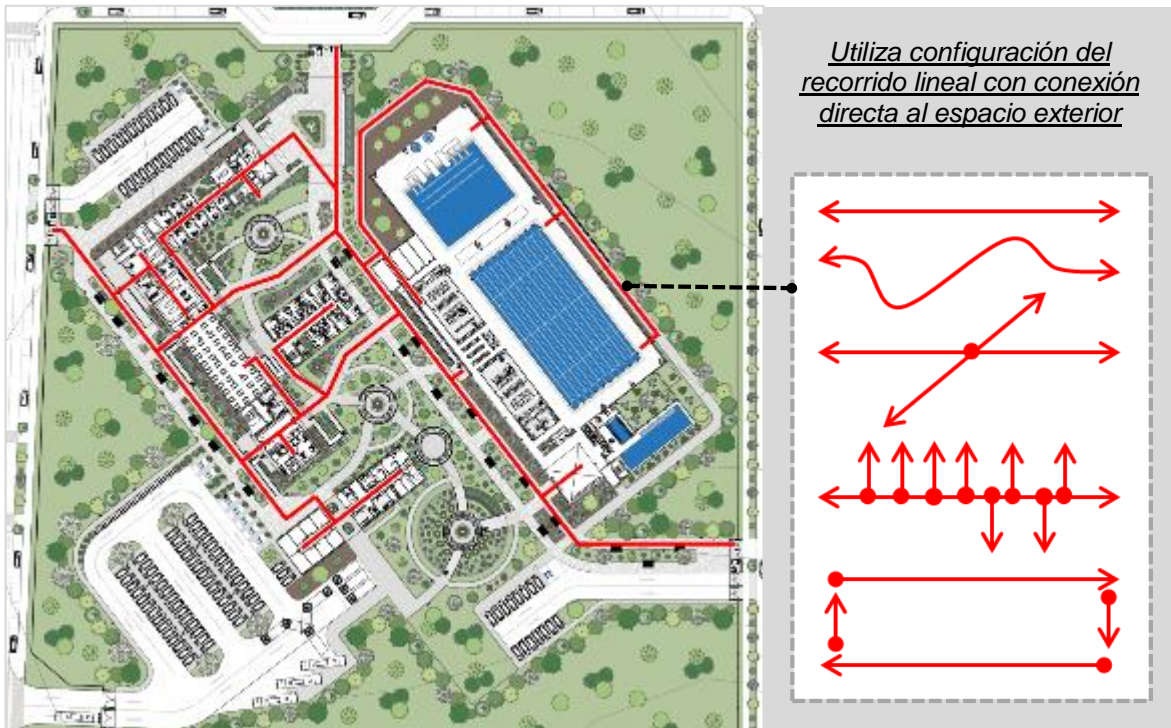 Utiliza configuración del
recorrido lineal con conexión
directa al espacio exterior